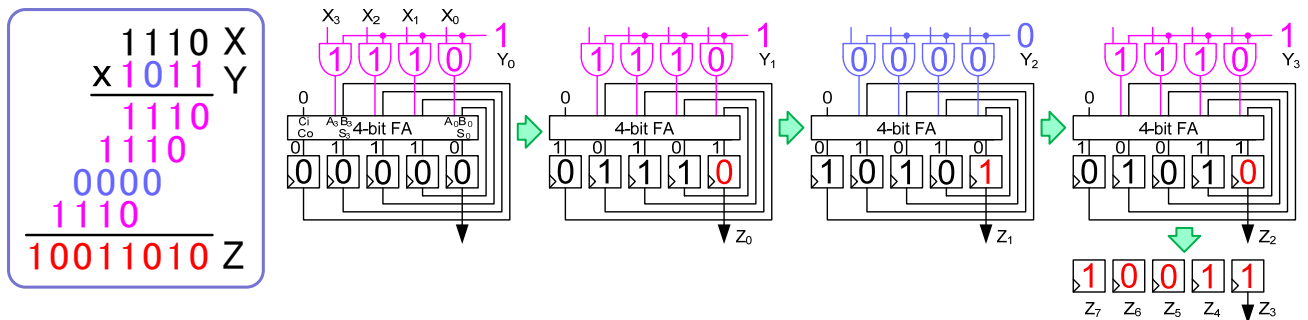 1110 X
x 1011 Y
1110
1110
0000
1110
10011010 Z
X₃ X₂ X₁ X₀
1 1 1 0 1
Y₀
0
Ci A₃ B₃ A₀ B₀
4-bit FA
Co S₃ S₀
0 1 1 1 0
0 0 0 0 0
1 1 1 0 1
Y₁
0
4-bit FA
1 0 1 0 1
0 1 1 1 0
Z₀
0 0 0 0 0
Y₂
0
4-bit FA
0 1 0 1 0
1 0 1 0 1
Z₁
1 1 1 0 1
Y₃
0
4-bit FA
1 0 0 1 1
0 1 0 1 0
Z₂
1 0 0 1 1
Z₇ Z₆ Z₅ Z₄ Z₃